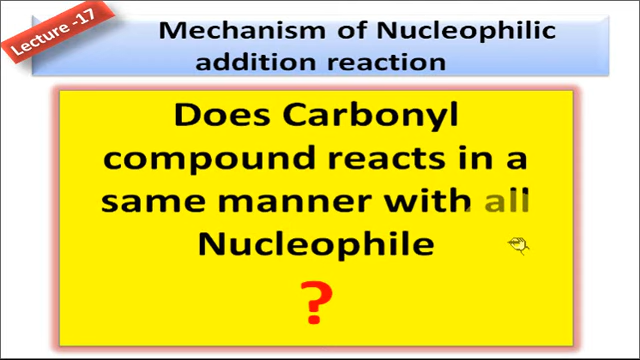 Lecture -17
Mechanism of Nucleophilic
addition reaction
Does Carbonyl
compound reacts in a
same manner with all
Nucleophile
?